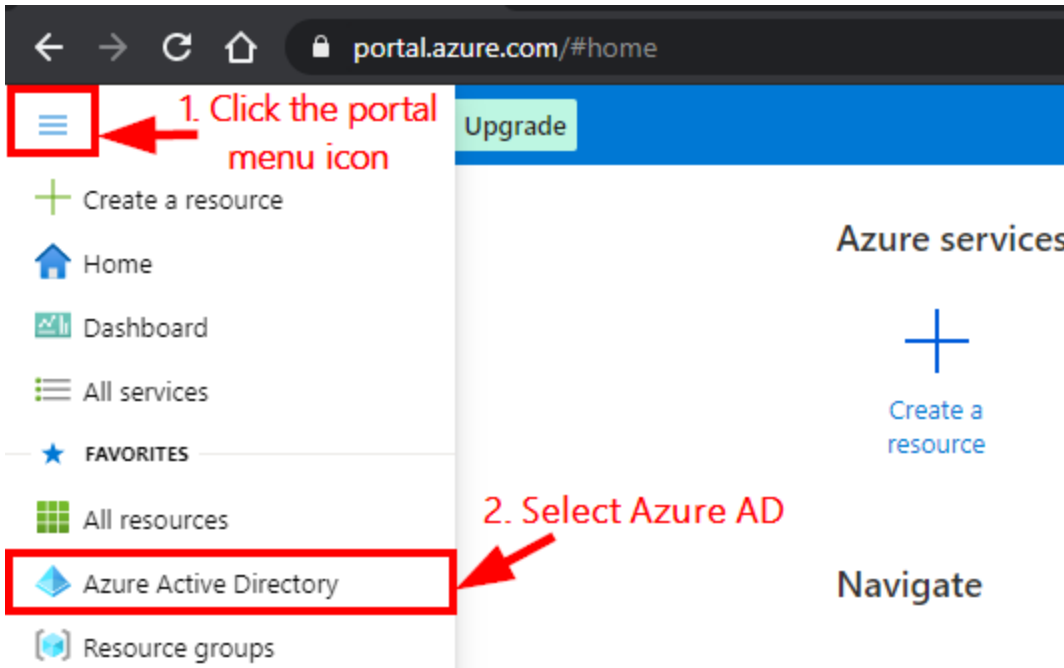 portal.azure.com/#home
1. Click the portal
menu icon
Upgrade
Create a resource
Home
Dashboard
All services
FAVORITES
All resources
Azure Active Directory
Resource groups
2. Select Azure AD
Azure services
Create a
resource
Navigate